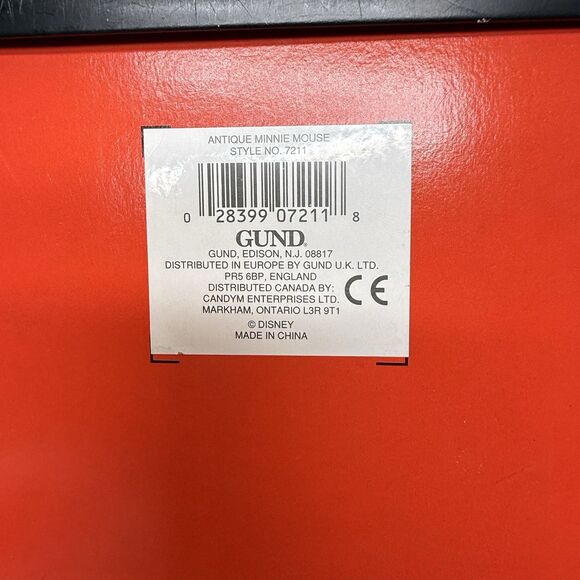 ANTIQUE MINNIE MOUSE
STYLE NO. 7211
0 28399 07211 8
GUND®
GUND, EDISON, N.J. 08817
DISTRIBUTED IN EUROPE BY GUND U.K. LTD.
PR5 6BP, ENGLAND
DISTRIBUTED CANADA BY:
CANDYM ENTERPRISES LTD.
MARKHAM, ONTARIO L3R 9T1
CE
© DISNEY
MADE IN CHINA